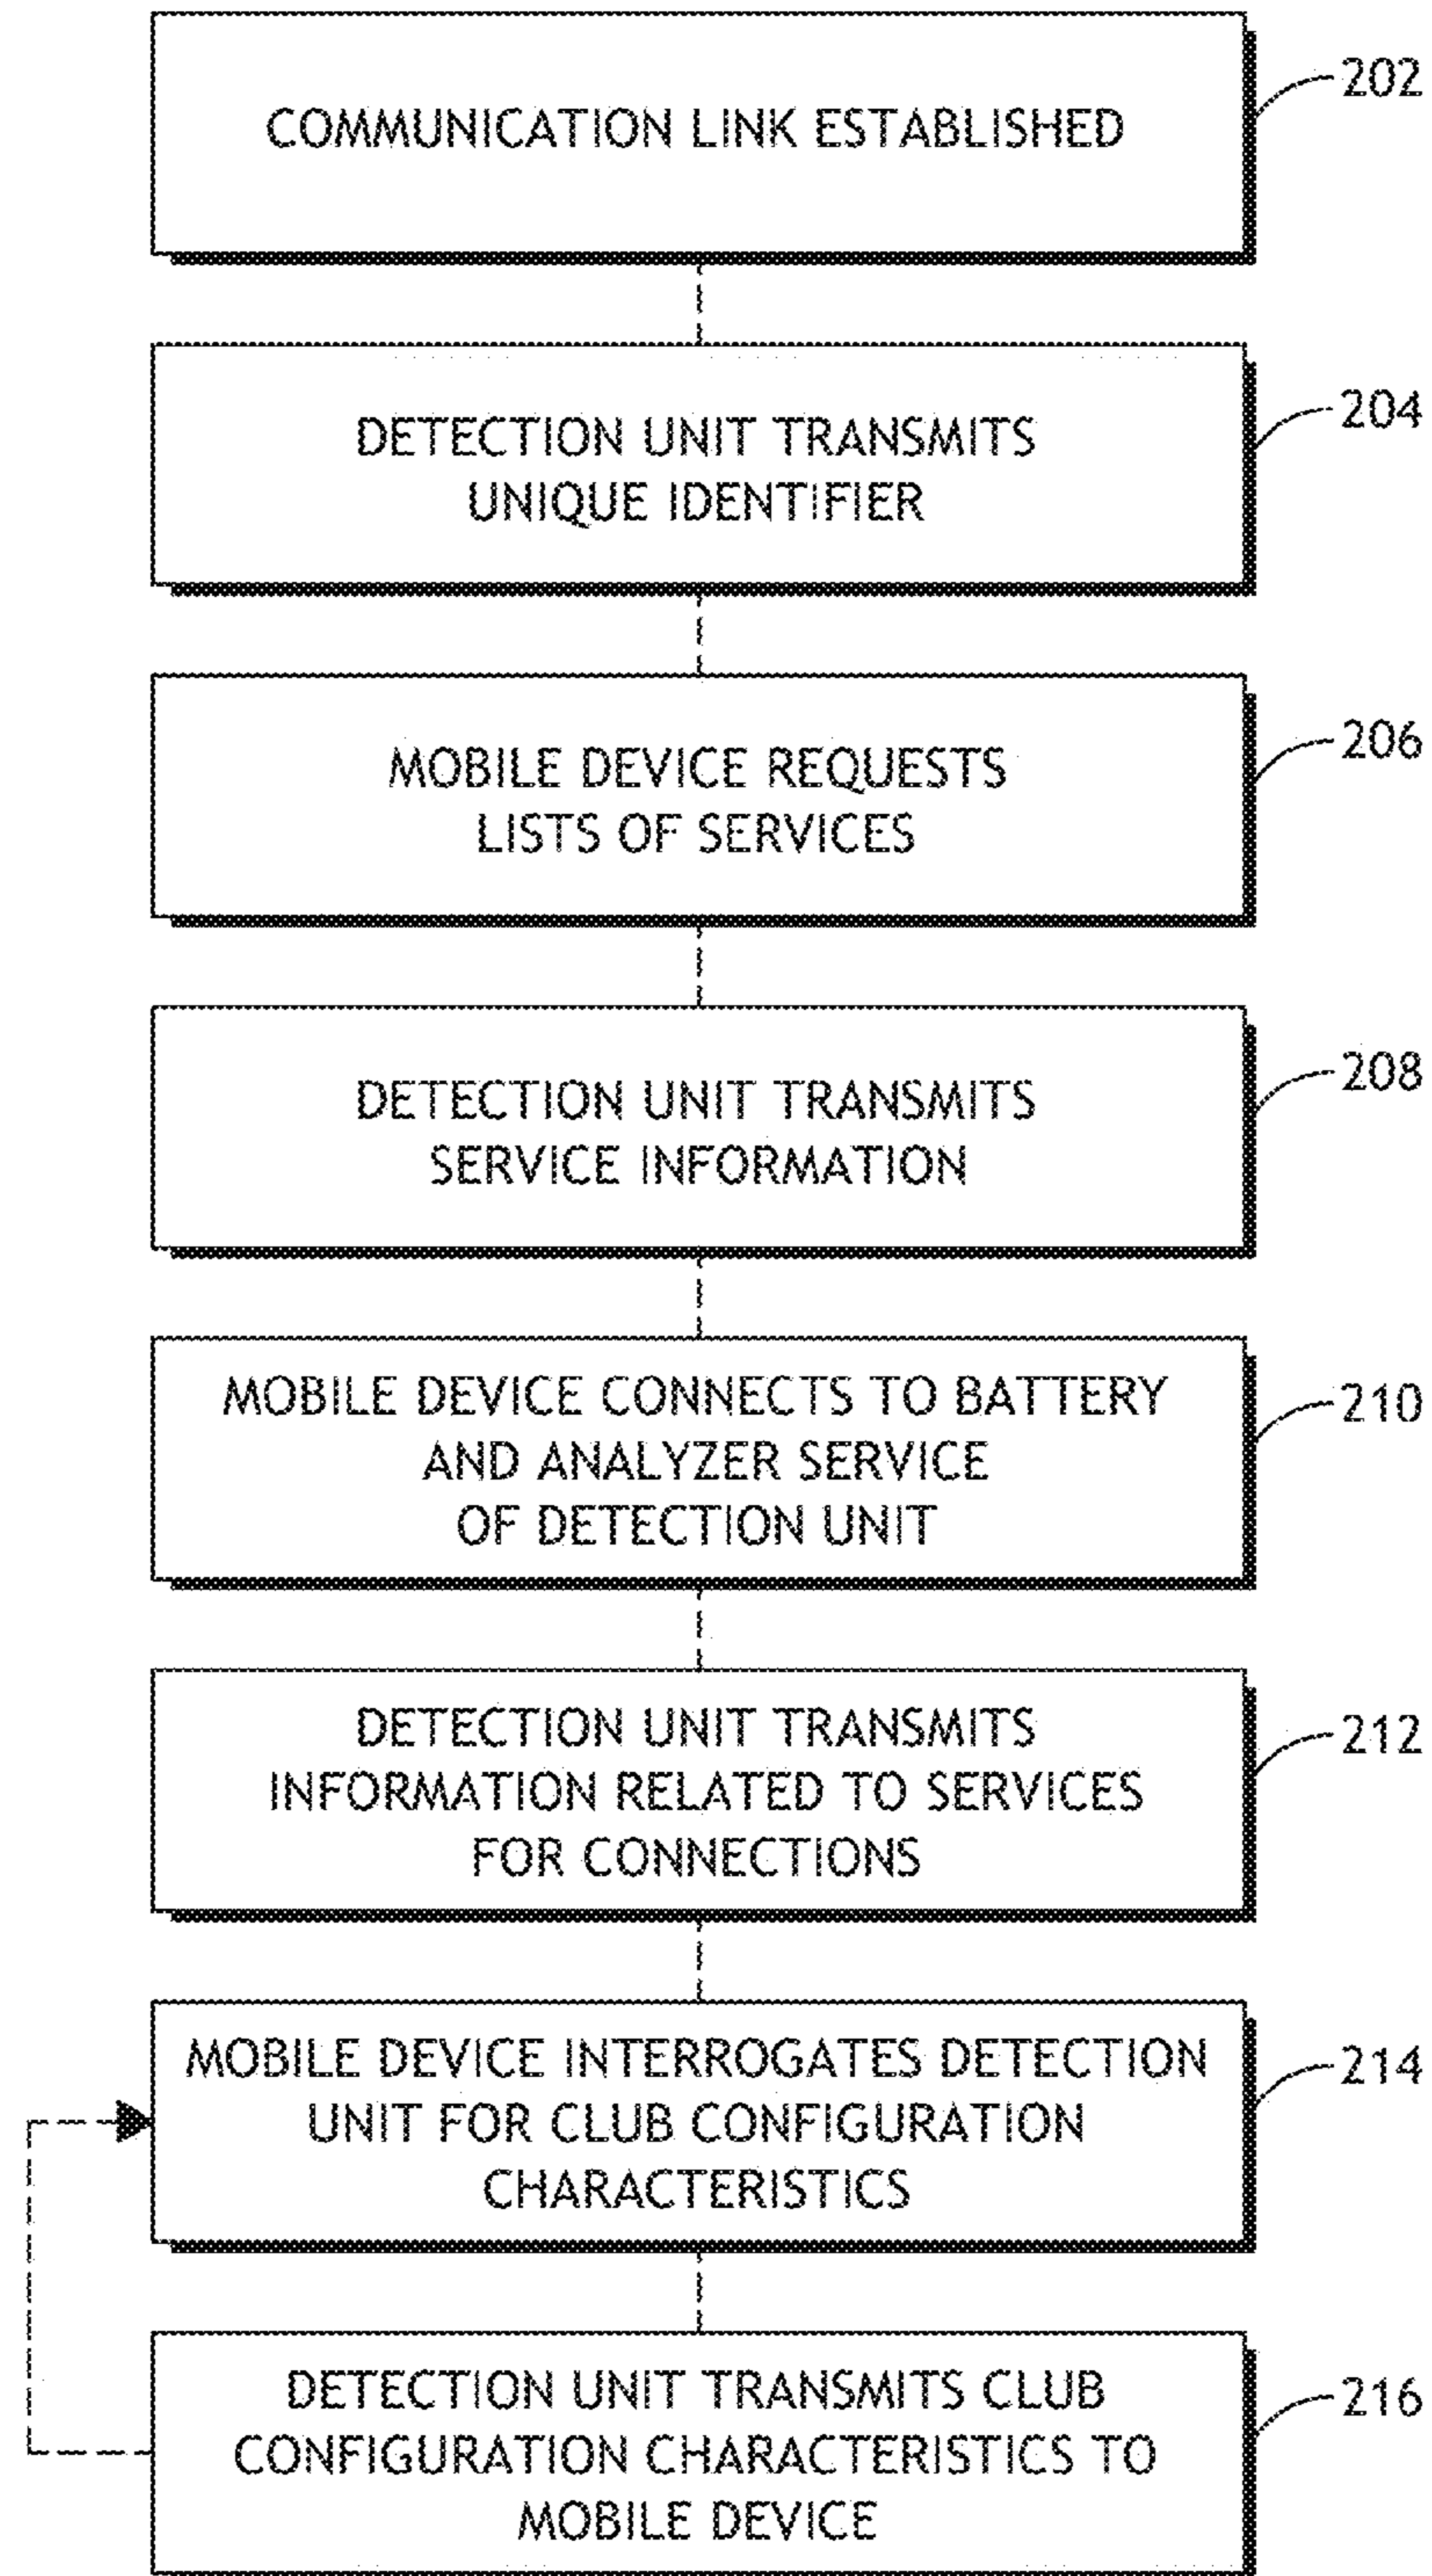 COMMUNICATION LINK ESTABLISHED
202
DETECTION UNIT TRANSMITS
UNIQUE IDENTIFIER
204
MOBILE DEVICE REQUESTS
LISTS OF SERVICES
206
DETECTION UNIT TRANSMITS
SERVICE INFORMATION
208
MOBILE DEVICE CONNECTS TO BATTERY
AND ANALYZER SERVICE
OF DETECTION UNIT
210
DETECTION UNIT TRANSMITS
INFORMATION RELATED TO SERVICES
FOR CONNECTIONS
212
MOBILE DEVICE INTERROGATES DETECTION
UNIT FOR CLUB CONFIGURATION
CHARACTERISTICS
214
DETECTION UNIT TRANSMITS CLUB
CONFIGURATION CHARACTERISTICS TO
MOBILE DEVICE
216